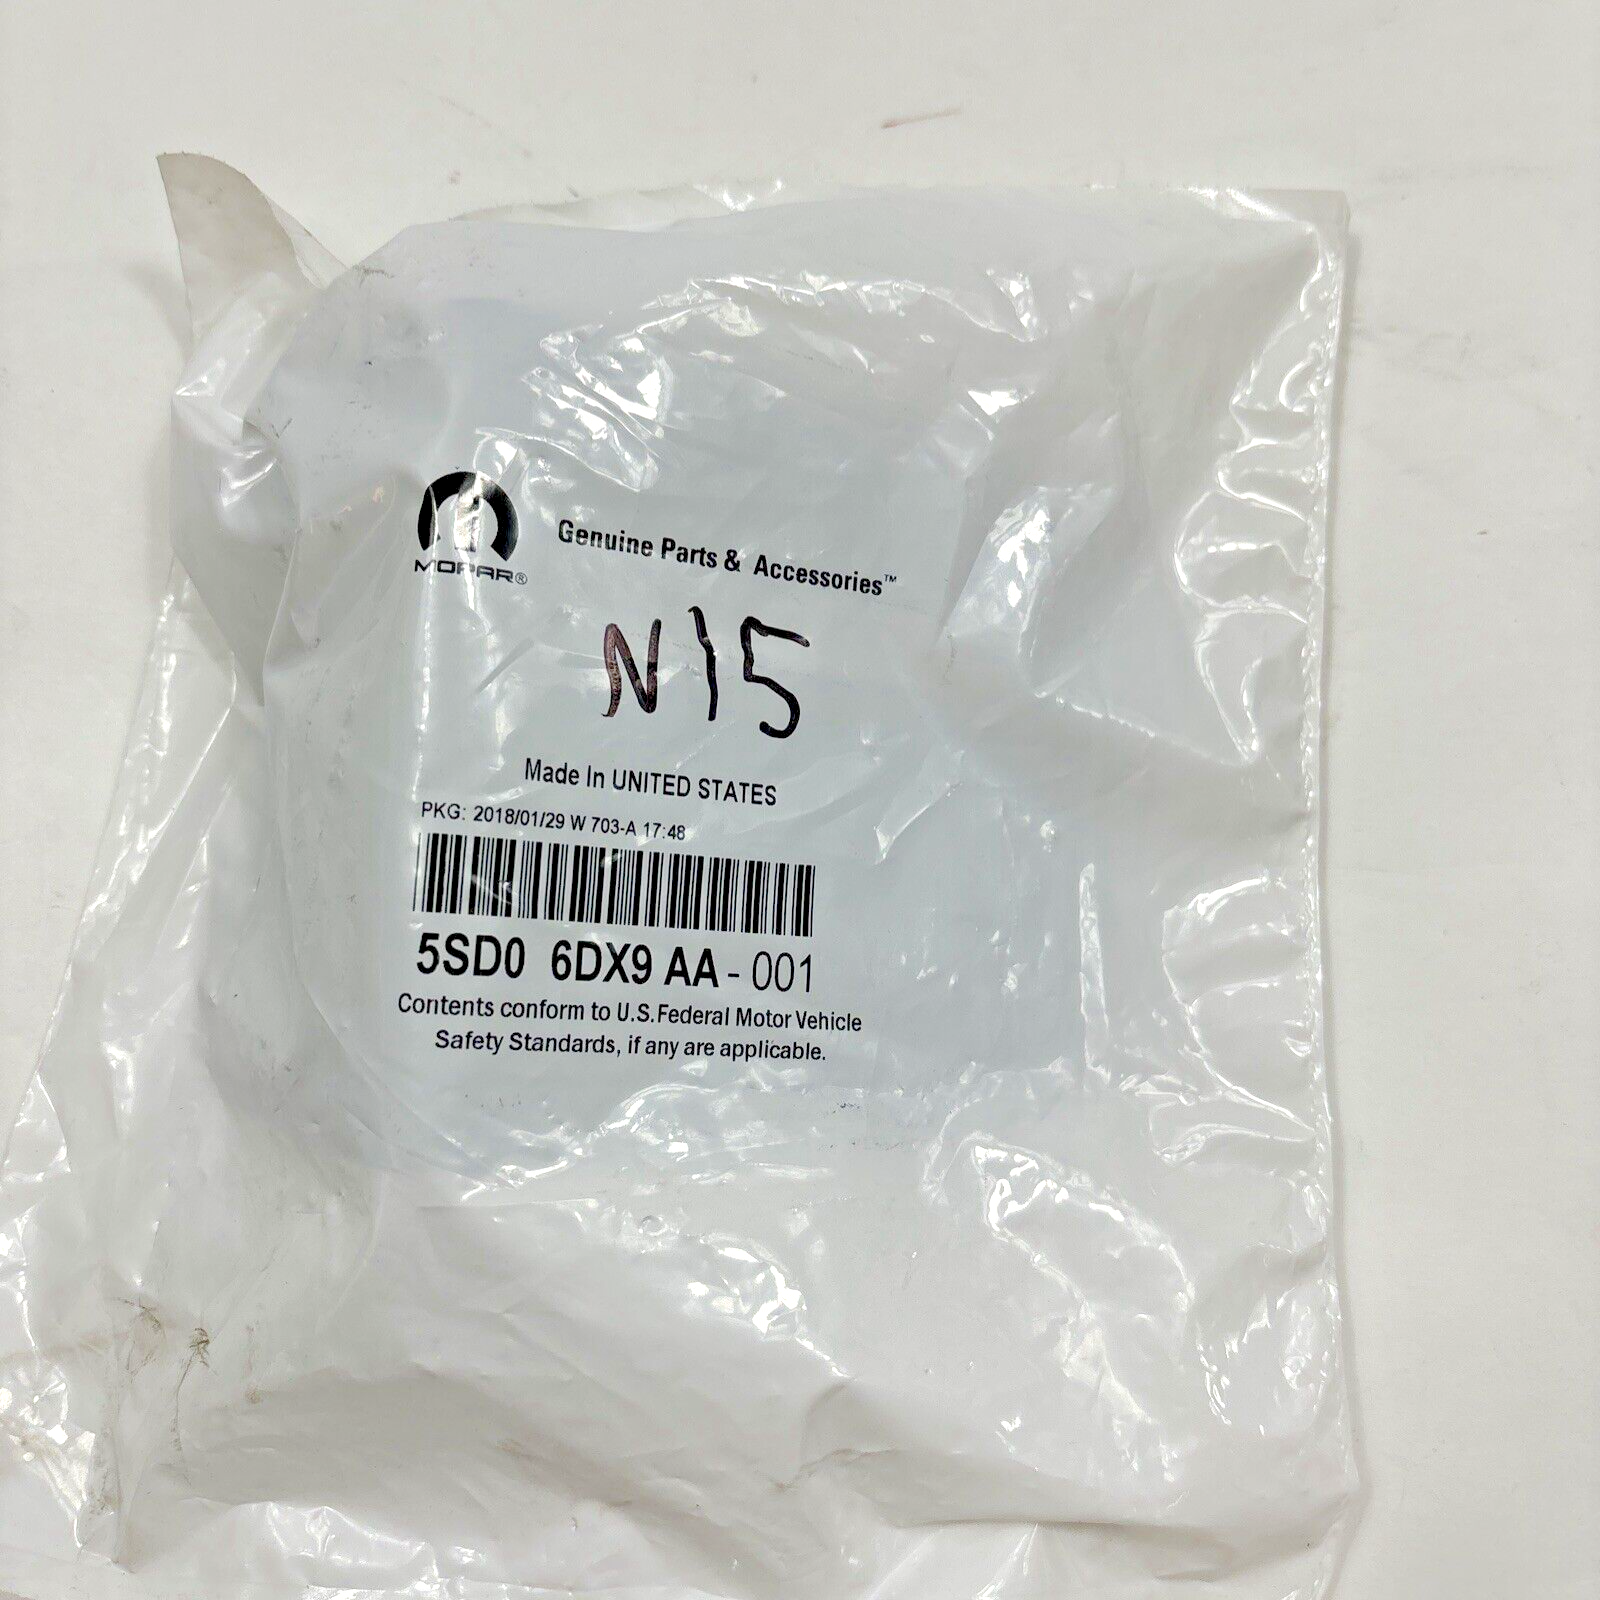 MOPAR®
Genuine Parts & Accessories™
N15
Made In UNITED STATES
PKG: 2018/01/29 W 703-A 17:48
5SD0 6DX9 AA - 001
Contents conform to U.S.Federal Motor Vehicle
Safety Standards, if any are applicable.